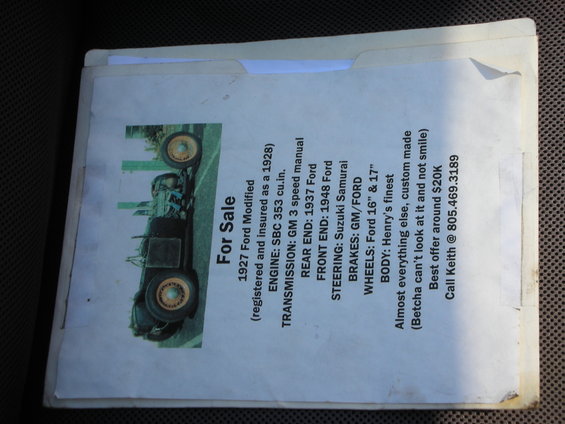 For Sale
1927 Ford Modified
(registered and insured as a 1928)
ENGINE: SBC 353 cu.in.
TRANSMISSION: GM 3 speed manual
REAR END: 1937 Ford
FRONT END: 1948 Ford
STEERING: Suzuki Samurai
BRAKES: GM/FORD
WHEELS: Ford 16" & 17"
BODY: Henry's finest
Almost everything else, custom made
(Betcha can't look at it and not smile)
Best offer around $20K
Call Keith @ 805.469.3189